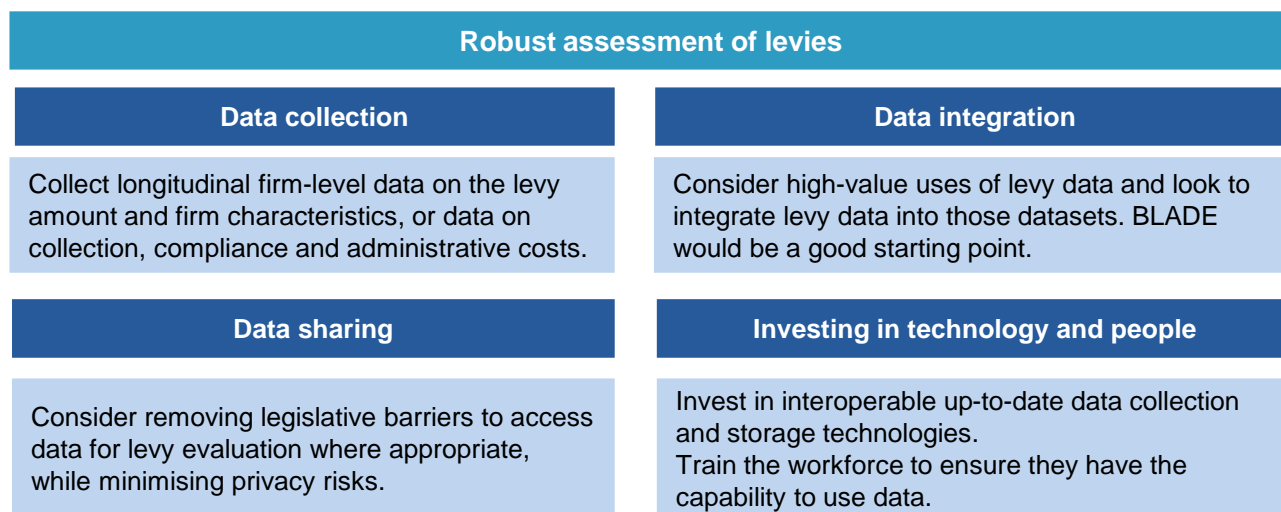 Robust assessment of levies
Data collection
Collect longitudinal firm-level data on the levy
amount and firm characteristics, or data on
collection, compliance and administrative costs.
Data integration
Consider high-value uses of levy data and look to
integrate levy data into those datasets. BLADE
would be a good starting point.
Data sharing
Consider removing legislative barriers to access
data for levy evaluation where appropriate,
while minimising privacy risks.
Investing in technology and people
Invest in interoperable up-to-date data collection
and storage technologies.
Train the workforce to ensure they have the
capability to use data.